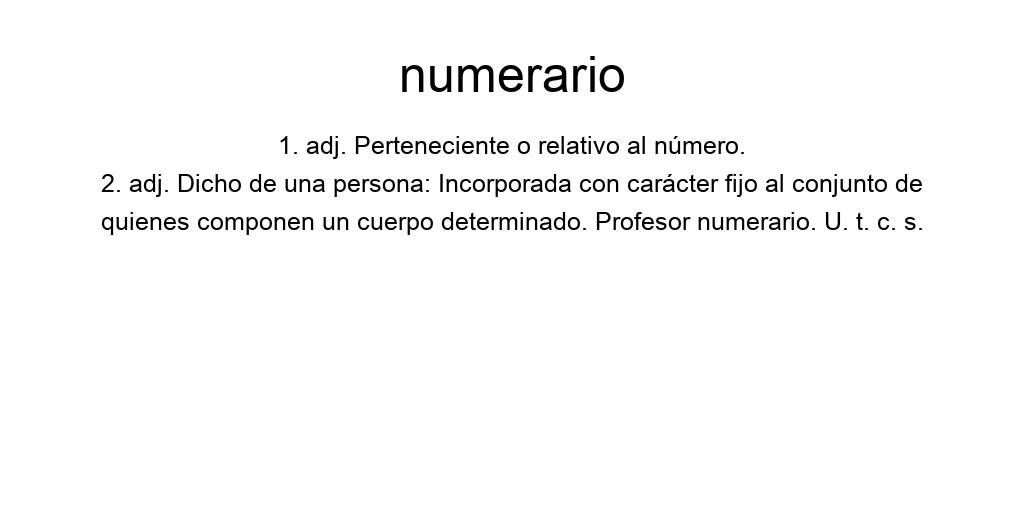 numerario
1. adj. Perteneciente o relativo al número.
2. adj. Dicho de una persona: Incorporada con carácter fijo al conjunto de
quienes componen un cuerpo determinado. Profesor numerario. U. t. c. s.